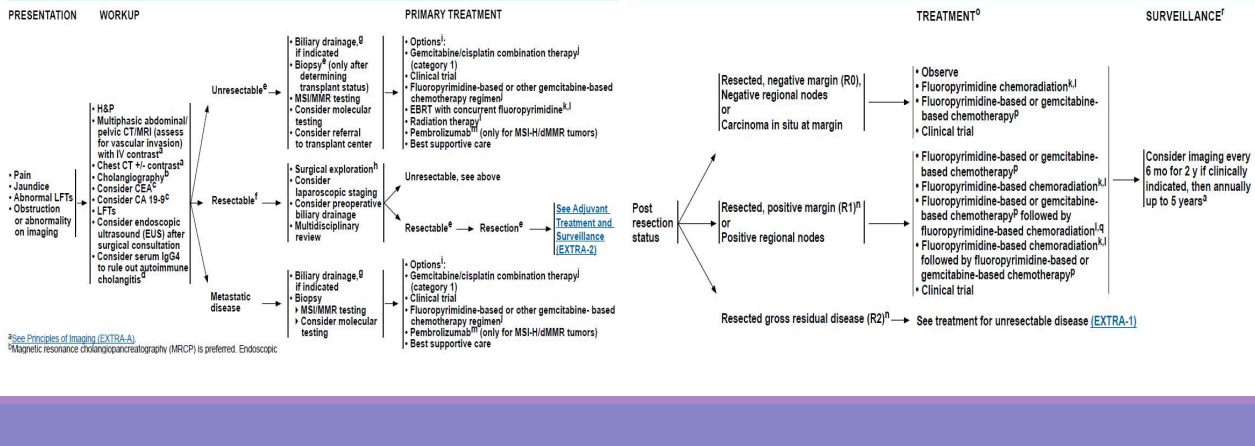 PRESENTATION
WORKUP
PRIMARY TREATMENT
• Pain
• Jaundice
• Abnormal LFTs
• Obstruction
or abnormality
on imaging
• H&P
• Multiphasic abdominal/
pelvic CT/MRI (assess
for vascular invasion)
with IV contrast^a
• Chest CT +/- contrast^a
• Cholangiography^b
• Consider CEA^c
• Consider CA 19-9^c
• LFTs
• Consider endoscopic
ultrasound (EUS) after
surgical consultation
• Consider serum IgG4
to rule out autoimmune
cholangitis^d
Unresectable^e
• Biliary drainage,^g
if indicated
• Biopsy^e (only after
determining
transplant status)
• MSI/MMR testing
• Consider molecular
testing
• Consider referral
to transplant center
• Options^i:
• Gemcitabine/cisplatin combination therapy^j
(category 1)
• Clinical trial
• Fluoropyrimidine-based or other gemcitabine-based
chemotherapy regimen^j
• EBRT with concurrent fluoropyrimidine^k,l
• Radiation therapy^l
• Pembrolizumab^m (only for MSI-H/dMMR tumors)
• Best supportive care
Resectable^f
• Surgical exploration^h
• Consider
laparoscopic staging
• Consider preoperative
biliary drainage
• Multidisciplinary
review
Unresectable, see above
Resectable^e
Resection^e
See Adjuvant
Treatment and
Surveillance
(EXTRA-2)
Metastatic
disease
• Biliary drainage,^g
if indicated
• Biopsy
▸ MSI/MMR testing
▸ Consider molecular
testing
• Options^i:
• Gemcitabine/cisplatin combination therapy^j
(category 1)
• Clinical trial
• Fluoropyrimidine-based or other gemcitabine- based
chemotherapy regimen^j
• Pembrolizumab^m (only for MSI-H/dMMR tumors)
• Best supportive care
^a See Principles of Imaging (EXTRA-A).
^b Magnetic resonance cholangiopancreatography (MRCP) is preferred. Endoscopic
TREATMENT^o
SURVEILLANCE^r
Post
resection
status
Resected, negative margin (R0),
Negative regional nodes
or
Carcinoma in situ at margin
• Observe
• Fluoropyrimidine chemoradiation^k,l
• Fluoropyrimidine-based or gemcitabine-
based chemotherapy^p
• Clinical trial
Resected, positive margin (R1)^n
or
Positive regional nodes
• Fluoropyrimidine-based or gemcitabine-
based chemotherapy^p
• Fluoropyrimidine-based chemoradiation^k,l
• Fluoropyrimidine-based or gemcitabine-
based chemotherapy^p followed by
fluoropyrimidine-based chemoradiation^l,q
• Fluoropyrimidine-based chemoradiation^k,l
followed by fluoropyrimidine-based or
gemcitabine-based chemotherapy^p
• Clinical trial
Consider imaging every
6 mo for 2 y if clinically
indicated, then annually
up to 5 years^a
Resected gross residual disease (R2)^n
See treatment for unresectable disease (EXTRA-1)